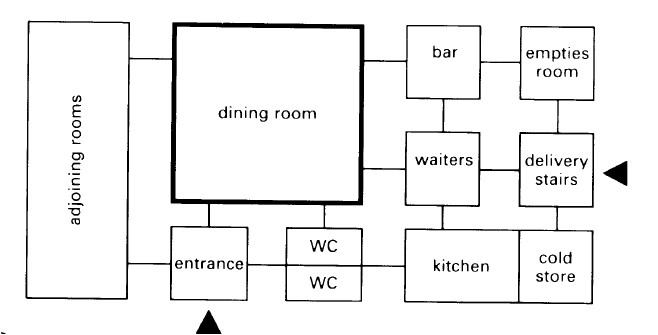 adjoining rooms
dining room
bar
empties
room
waiters
delivery
stairs
entrance
WC
WC
kitchen
cold
store